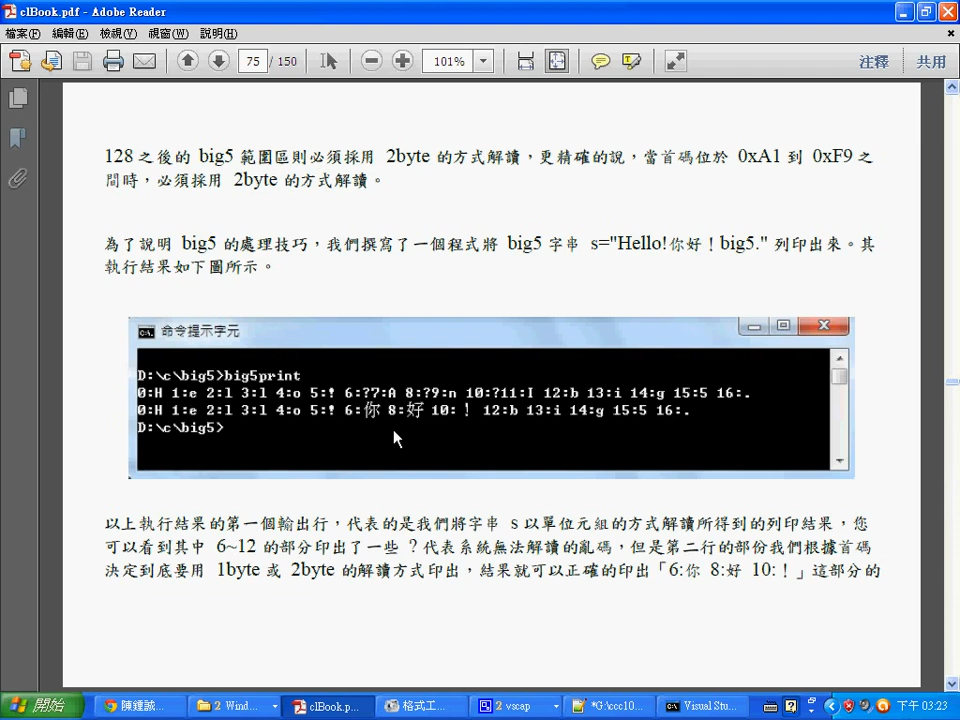 clBook.pdf - Adobe Reader
檔案(F) 編輯(E) 檢視(V) 視窗(W) 說明(H)
75 / 150 101% 注釋 共用
128 之後的 big5 範圍區則必須採用 2byte 的方式解讀，更精確的說，當首碼位於 0xA1 到 0xF9 之
間時，必須採用 2byte 的方式解讀。
為了說明 big5 的處理技巧，我們撰寫了一個程式將 big5 字串 s="Hello!你好！big5." 列印出來。其
執行結果如下圖所示。
命令提示字元
D:\c\big5>big5print
0:H 1:e 2:l 3:l 4:o 5:! 6:?7:A 8:?9:n 10:?11:I 12:b 13:i 14:g 15:5 16:.
0:H 1:e 2:l 3:l 4:o 5:! 6:你 8:好 10:！ 12:b 13:i 14:g 15:5 16:.
D:\c\big5>
以上執行結果的第一個輸出行，代表的是我們將字串 s 以單位元組的方式解讀所得到的列印結果，您
可以看到其中 6~12 的部分印出了一些 ? 代表系統無法解讀的亂碼，但是第二行的部份我們根據首碼
決定到底要用 1byte 或 2byte 的解讀方式印出，結果就可以正確的印出「6:你 8:好 10:！」這部分的
開始 陳鍾誠... 2 Wind... clBook.p... 格式工... 2 vscap *G:\ccc10... Visual Stu... 下午 03:23